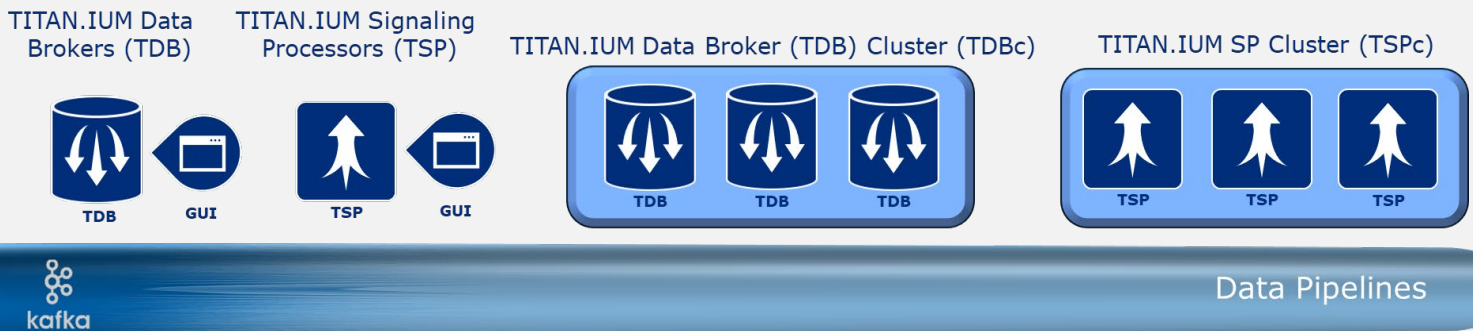 TITAN.IUM Data
Brokers (TDB)
TITAN.IUM Signaling
Processors (TSP)
TITAN.IUM Data Broker (TDB) Cluster (TDBc)
TITAN.IUM SP Cluster (TSPc)
TDB
GUI
TSP
GUI
TDB
TDB
TDB
TSP
TSP
TSP
kafka
Data Pipelines